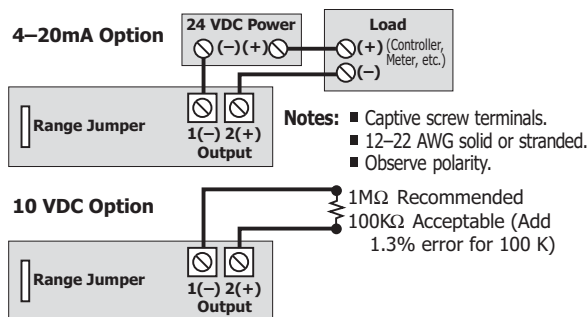 4–20mA Option
24 VDC Power
(–)(+)
Load
(+) (Controller,
Meter, etc.)
(–)
Range Jumper
1(–) 2(+)
Output
Notes: ■ Captive screw terminals.
■ 12–22 AWG solid or stranded.
■ Observe polarity.
10 VDC Option
1MΩ Recommended
100KΩ Acceptable (Add
1.3% error for 100 K)
Range Jumper
1(–) 2(+)
Output